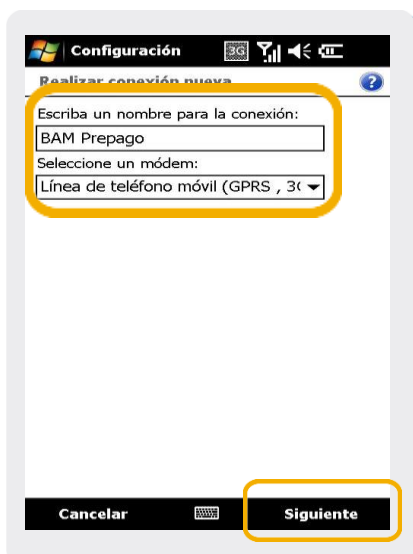 Configuración 3G
Realizar conexión nueva ?
Escriba un nombre para la conexión:
BAM Prepago
Seleccione un módem:
Línea de teléfono móvil (GPRS , 3(
Cancelar Siguiente